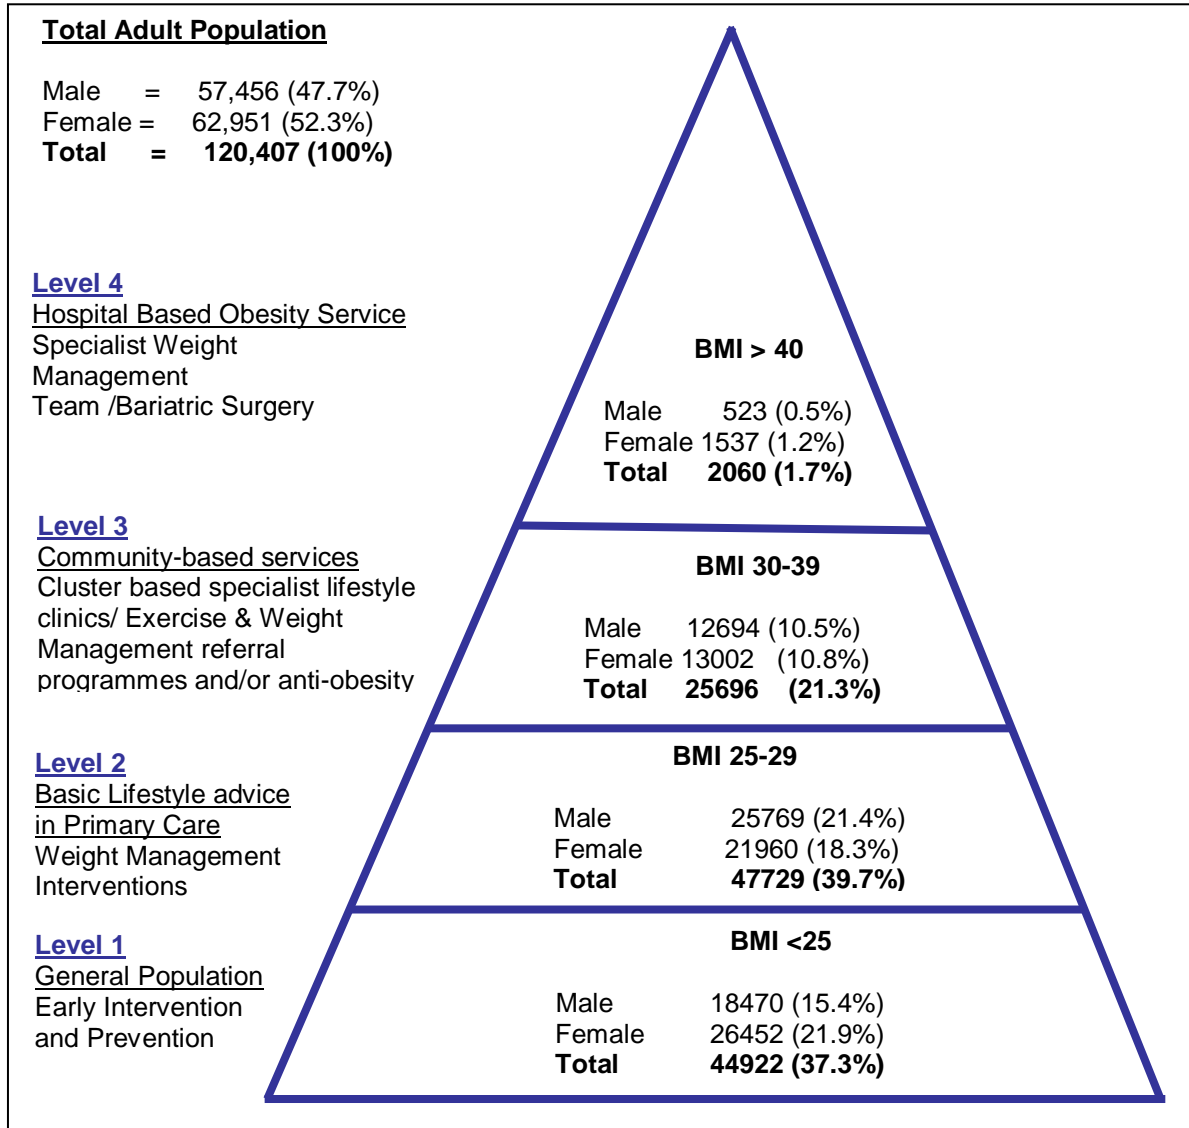 Total Adult Population
Male = 57,456 (47.7%)
Female = 62,951 (52.3%)
Total = 120,407 (100%)
Level 4
Hospital Based Obesity Service
Specialist Weight
Management
Team /Bariatric Surgery
BMI > 40
Male 523 (0.5%)
Female 1537 (1.2%)
Total 2060 (1.7%)
Level 3
Community-based services
Cluster based specialist lifestyle
clinics/ Exercise & Weight
Management referral
programmes and/or anti-obesity
BMI 30-39
Male 12694 (10.5%)
Female 13002 (10.8%)
Total 25696 (21.3%)
Level 2
Basic Lifestyle advice
in Primary Care
Weight Management
Interventions
BMI 25-29
Male 25769 (21.4%)
Female 21960 (18.3%)
Total 47729 (39.7%)
Level 1
General Population
Early Intervention
and Prevention
BMI <25
Male 18470 (15.4%)
Female 26452 (21.9%)
Total 44922 (37.3%)